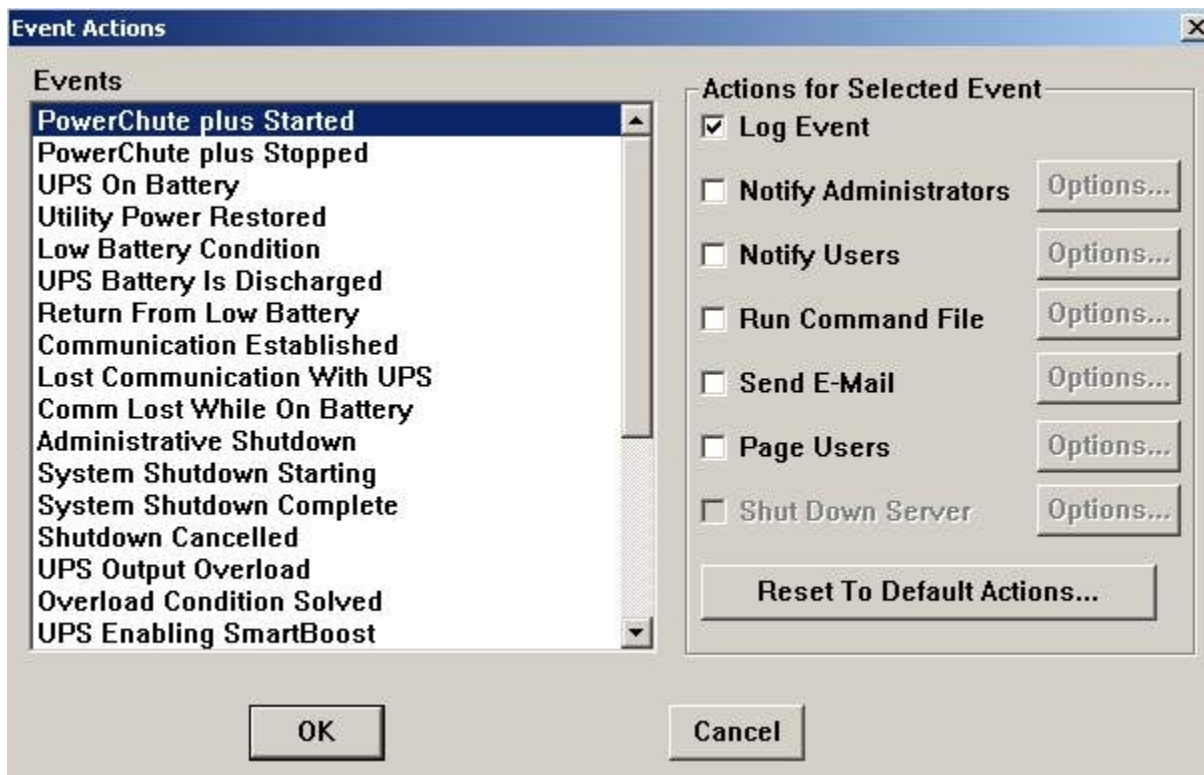 Event Actions
Events
PowerChute plus Started
PowerChute plus Stopped
UPS On Battery
Utility Power Restored
Low Battery Condition
UPS Battery Is Discharged
Return From Low Battery
Communication Established
Lost Communication With UPS
Comm Lost While On Battery
Administrative Shutdown
System Shutdown Starting
System Shutdown Complete
Shutdown Cancelled
UPS Output Overload
Overload Condition Solved
UPS Enabling SmartBoost
Actions for Selected Event
Log Event
Notify Administrators Options...
Notify Users Options...
Run Command File Options...
Send E-Mail Options...
Page Users Options...
Shut Down Server Options...
Reset To Default Actions...
OK
Cancel